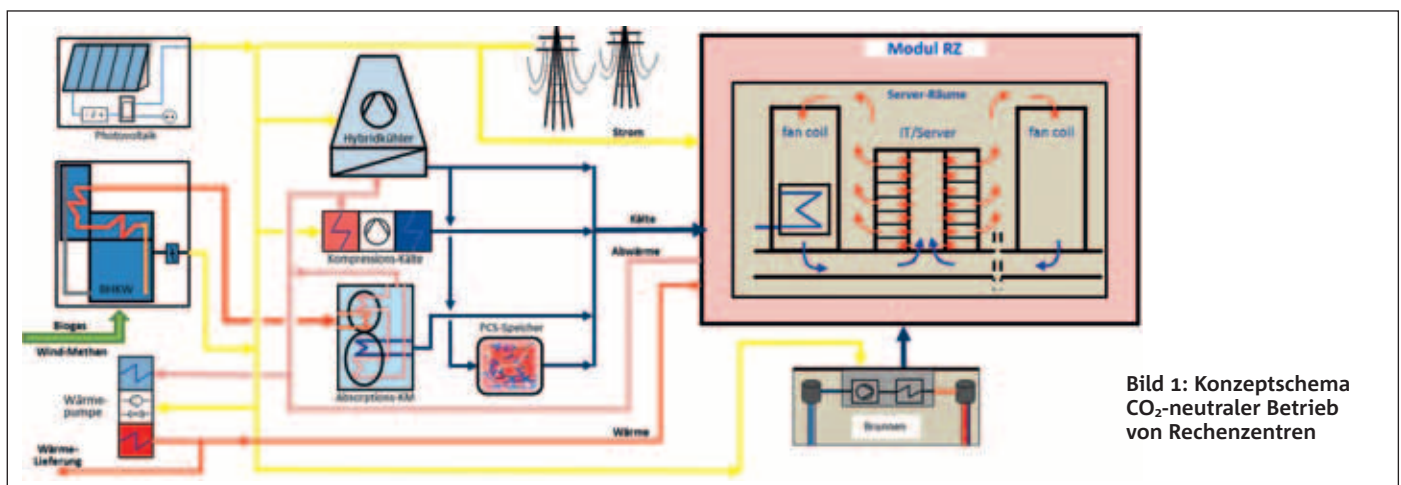 Photovoltaik
BHKW
Biogas
Wind-Methan
Wärme-
pumpe
Wärme-
Lieferung
Hybridkühler
Kompressions-Kälte
Absorptions-KM
PCS-Speicher
Strom
Kälte
Abwärme
Wärme
Modul RZ
Server-Räume
fan coil
IT/Server
fan coil
Brunnen
Bild 1: Konzeptschema
CO₂-neutraler Betrieb
von Rechenzentren